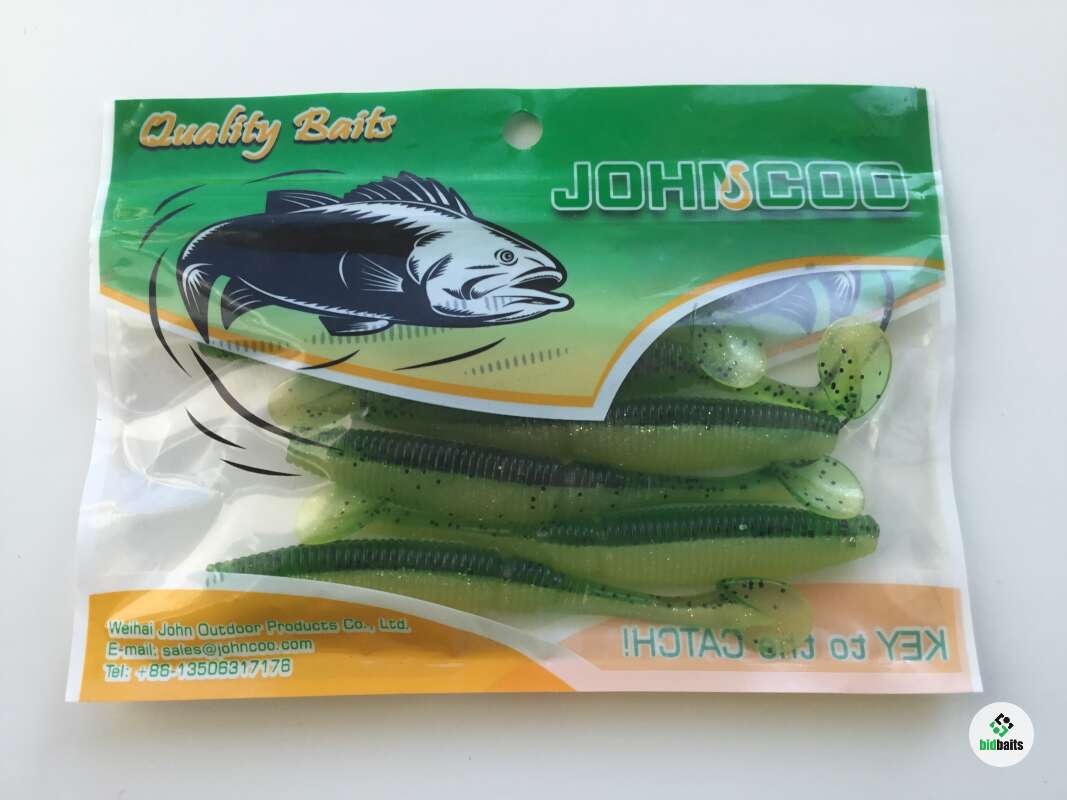 Quality Baits
JOHNCOO
Weihai John Outdoor Products Co., Ltd.
E-mail: sales@johncoo.com
Tel: +86-13506317176
KEY to the CATCH!
bidbaits